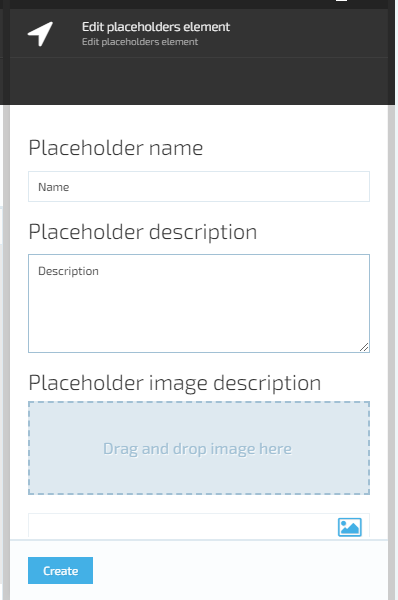 Edit placeholders element
Edit placeholders element
Placeholder name
Name
Placeholder description
Description
Placeholder image description
Drag and drop image here
Create